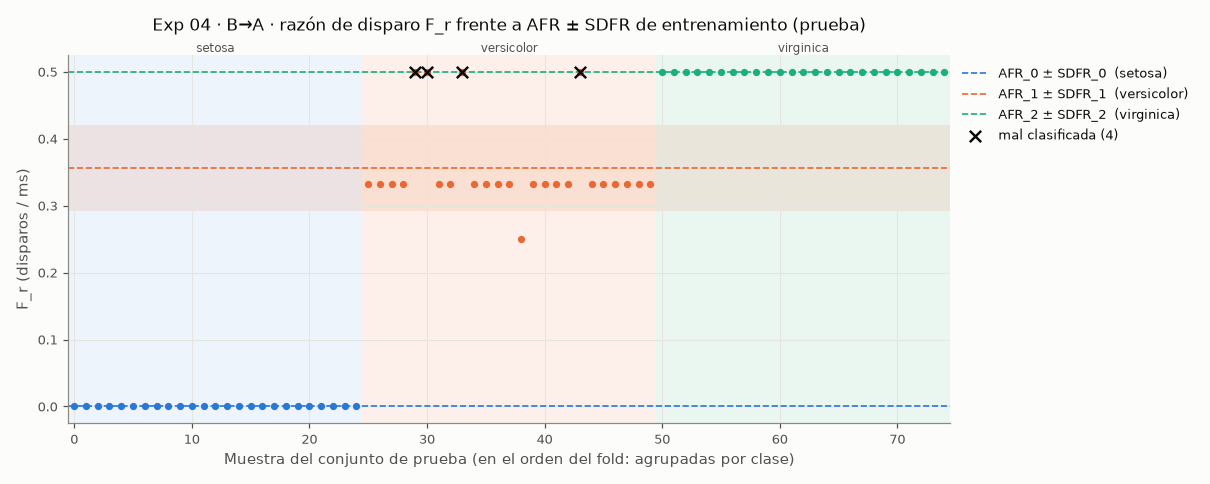 Exp 04 · B→A · razón de disparo F_r frente a AFR ± SDFR de entrenamiento (prueba)
setosa versicolor virginica
0.5
0.4
0.3
0.2
0.1
0.0
F_r (disparos / ms)
0 10 20 30 40 50 60 70
Muestra del conjunto de prueba (en el orden del fold: agrupadas por clase)
AFR_0 ± SDFR_0 (setosa)
AFR_1 ± SDFR_1 (versicolor)
AFR_2 ± SDFR_2 (virginica)
mal clasificada (4)